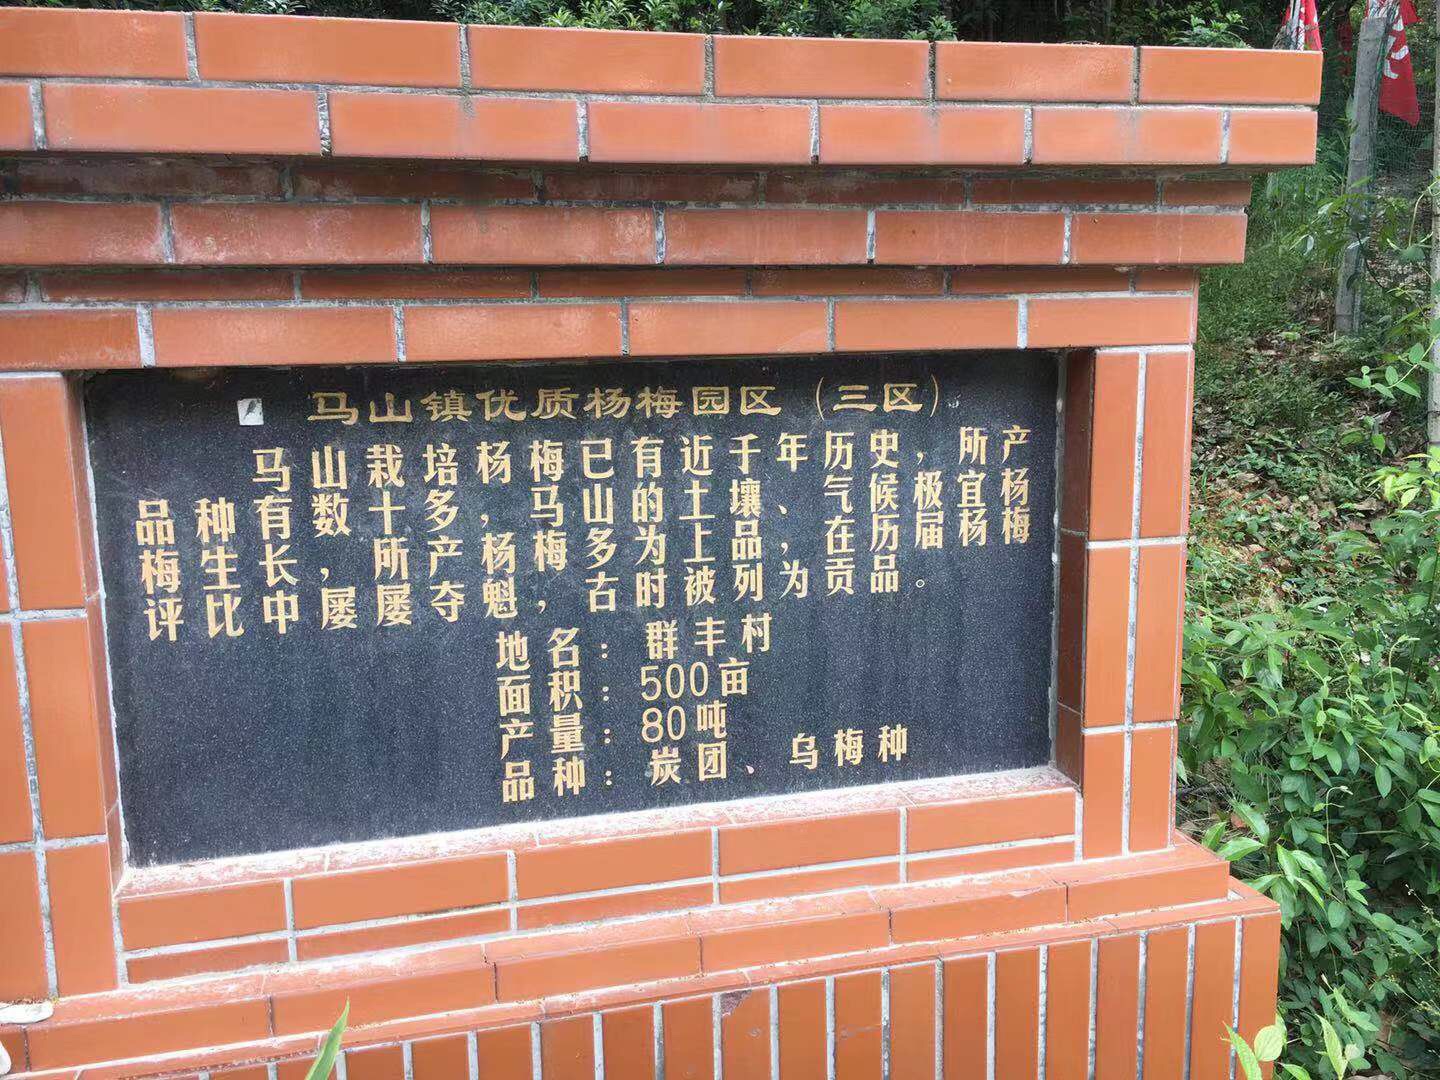 马山镇优质杨梅园区（三区）
马山栽培杨梅已有近千年历史，所产
品种有数十多，马山的土壤、气候极宜杨
梅生长，所产杨梅多为上品，在历届杨梅
评比中屡屡夺魁，古时被列为贡品。
地名：群丰村
面积：500亩
产量：80吨
品种：炭团、乌梅种